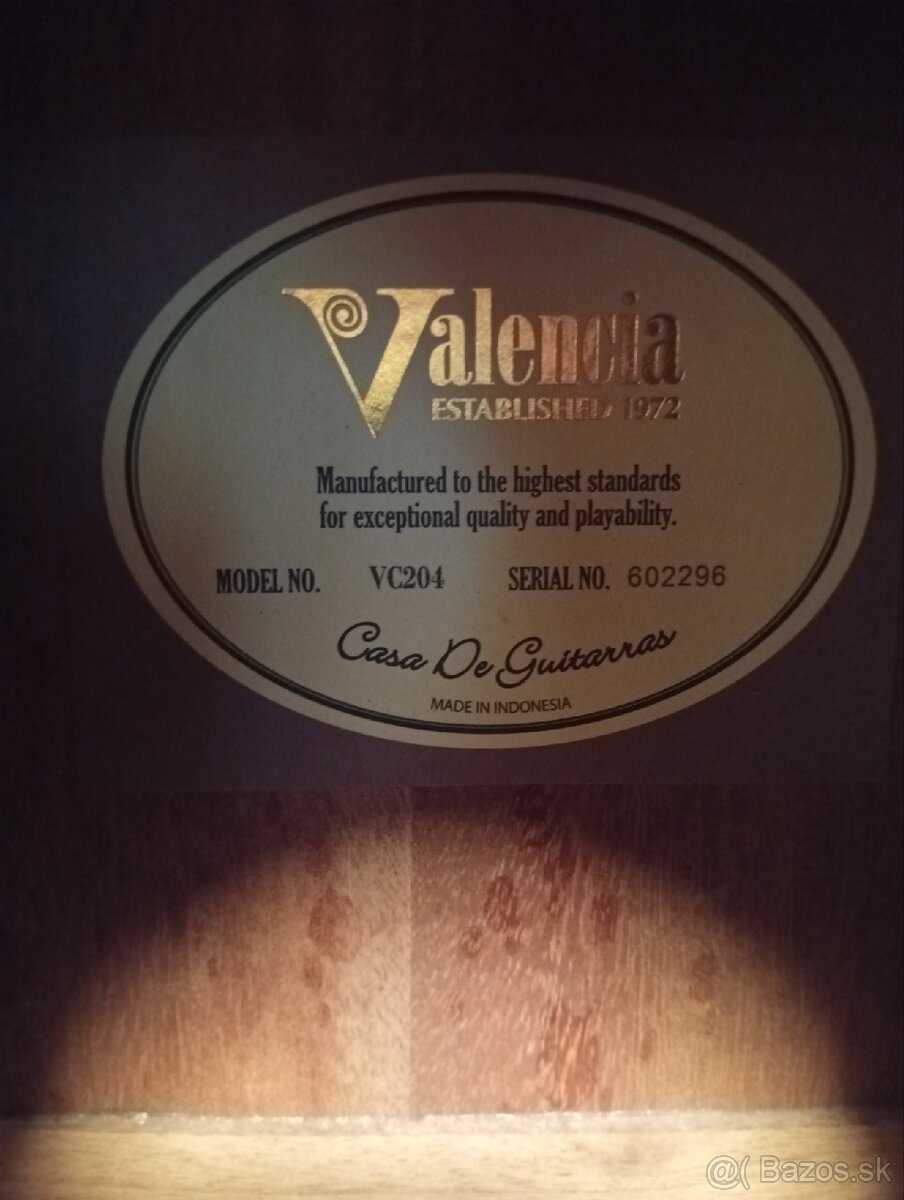 Valencia
ESTABLISHED 1972
Manufactured to the highest standards
for exceptional quality and playability.
MODEL NO. VC204 SERIAL NO. 602296
Casa De Guitarras
MADE IN INDONESIA
@( Bazos.sk